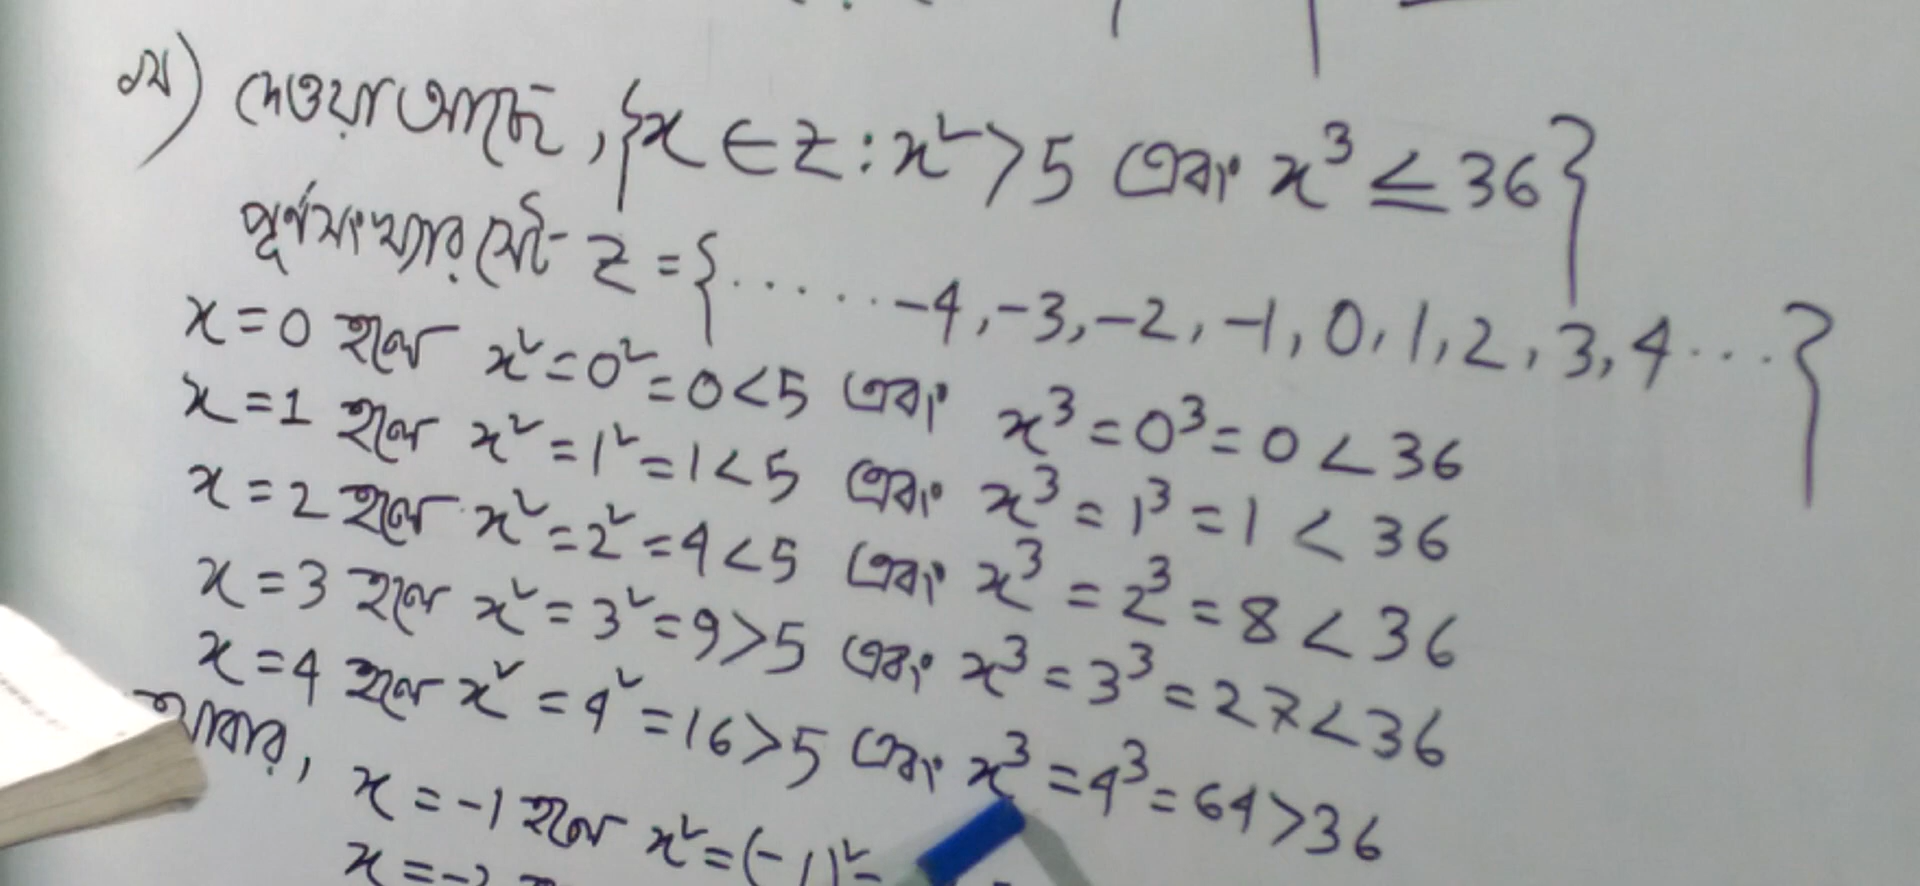 খ) দেওয়া আছে, {x ∈ Z : x² > 5 এবং x³ ≤ 36}
পূর্ণসংখ্যার সেট Z = {...... -4, -3, -2, -1, 0, 1, 2, 3, 4 ...}
x = 0 হলে x² = 0² = 0 < 5 এবং x³ = 0³ = 0 < 36
x = 1 হলে x² = 1² = 1 < 5 এবং x³ = 1³ = 1 < 36
x = 2 হলে x² = 2² = 4 < 5 এবং x³ = 2³ = 8 < 36
x = 3 হলে x² = 3² = 9 > 5 এবং x³ = 3³ = 27 < 36
x = 4 হলে x² = 4² = 16 > 5 এবং x³ = 4³ = 64 > 36
আবার, x = -1 হলে x² = (-1)² =
x = -2